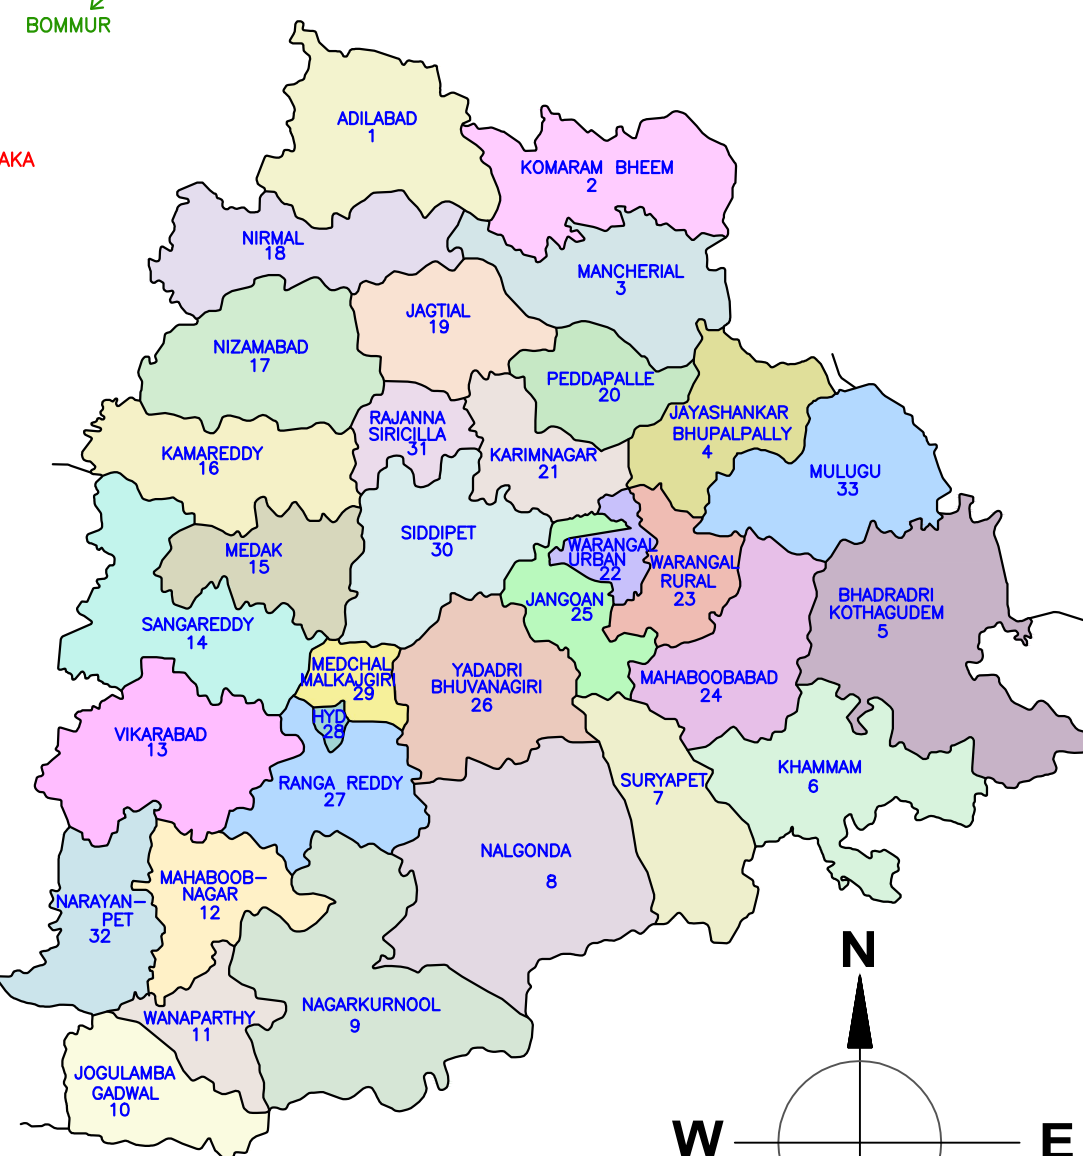 BOMMUR
AKA
ADILABAD
1
KOMARAM BHEEM
2
NIRMAL
18
MANCHERIAL
3
JAGTIAL
19
NIZAMABAD
17
PEDDAPALLE
20
JAYASHANKAR
BHUPALPALLY
4
RAJANNA
SIRICILLA
31
KAMAREDDY
16
KARIMNAGAR
21
MULUGU
33
SIDDIPET
30
MEDAK
15
WARANGAL
URBAN
22
WARANGAL
RURAL
23
JANGOAN
25
BHADRADRI
KOTHAGUDEM
5
SANGAREDDY
14
MEDCHAL
MALKAJGIRI
29
YADADRI
BHUVANAGIRI
26
MAHABOOBABAD
24
HYD
28
VIKARABAD
13
RANGA REDDY
27
SURYAPET
7
KHAMMAM
6
NALGONDA
8
MAHABOOB-
NAGAR
12
NARAYAN-
PET
32
NAGARKURNOOL
9
WANAPARTHY
11
JOGULAMBA
GADWAL
10
N
W
E